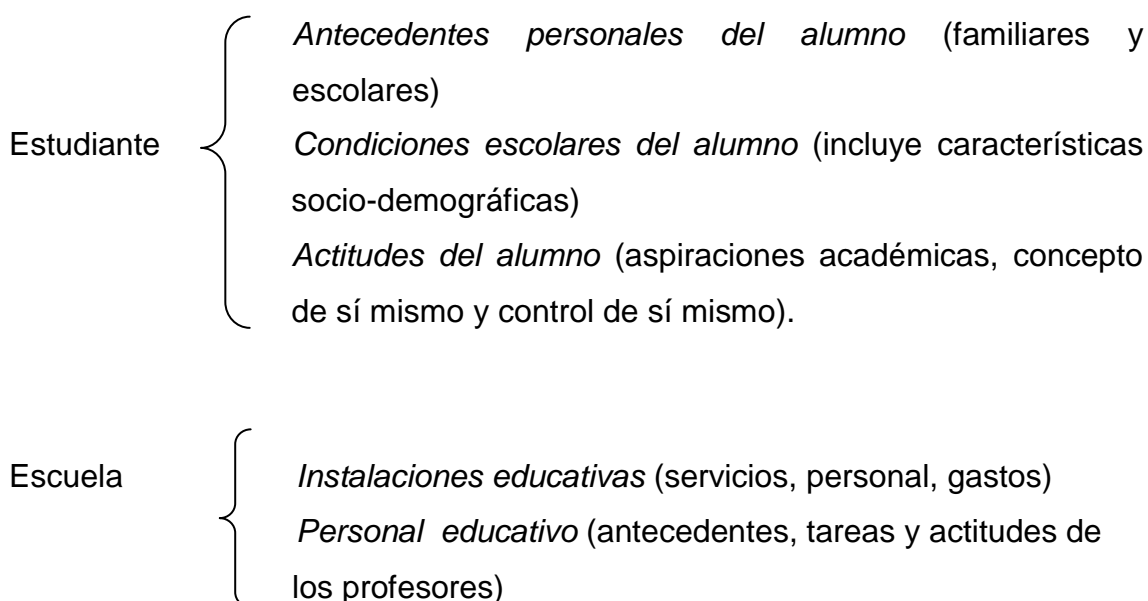 Antecedentes personales del alumno (familiares y
escolares)
Estudiante Condiciones escolares del alumno (incluye características
socio-demográficas)
Actitudes del alumno (aspiraciones académicas, concepto
de sí mismo y control de sí mismo).
Escuela Instalaciones educativas (servicios, personal, gastos)
Personal educativo (antecedentes, tareas y actitudes de
los profesores)